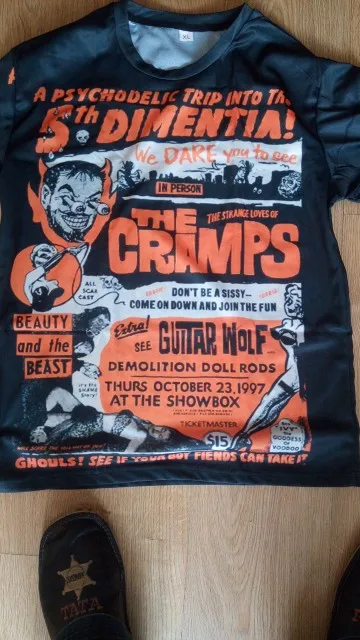 XL
A PSYCHODELIC TRIP INTO THE
5th DIMENTIA!
We DARE you to see
IN PERSON
THE STRANGE LOVES OF
THE
CRAMPS
ALL
SCAR
CAST
DON'T BE A SISSY—
COME ON DOWN AND JOIN THE FUN
BEAUTY
and the
BEAST
Extra!
SEE GUITAR WOLF
DEMOLITION DOLL RODS
THURS OCTOBER 23, 1997
AT THE SHOWBOX
TICKETMASTER
$15
IVY
THE
GODDESS
OF
VOODOO
GHOULS! SEE IF YOUR BOY FIENDS CAN TAKE IT
TATA